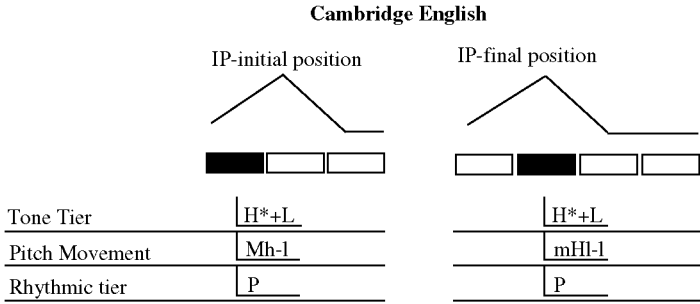 Cambridge English
IP-initial position IP-final position
Tone Tier H*+L H*+L
Pitch Movement Mh-l mHl-l
Rhythmic tier P P